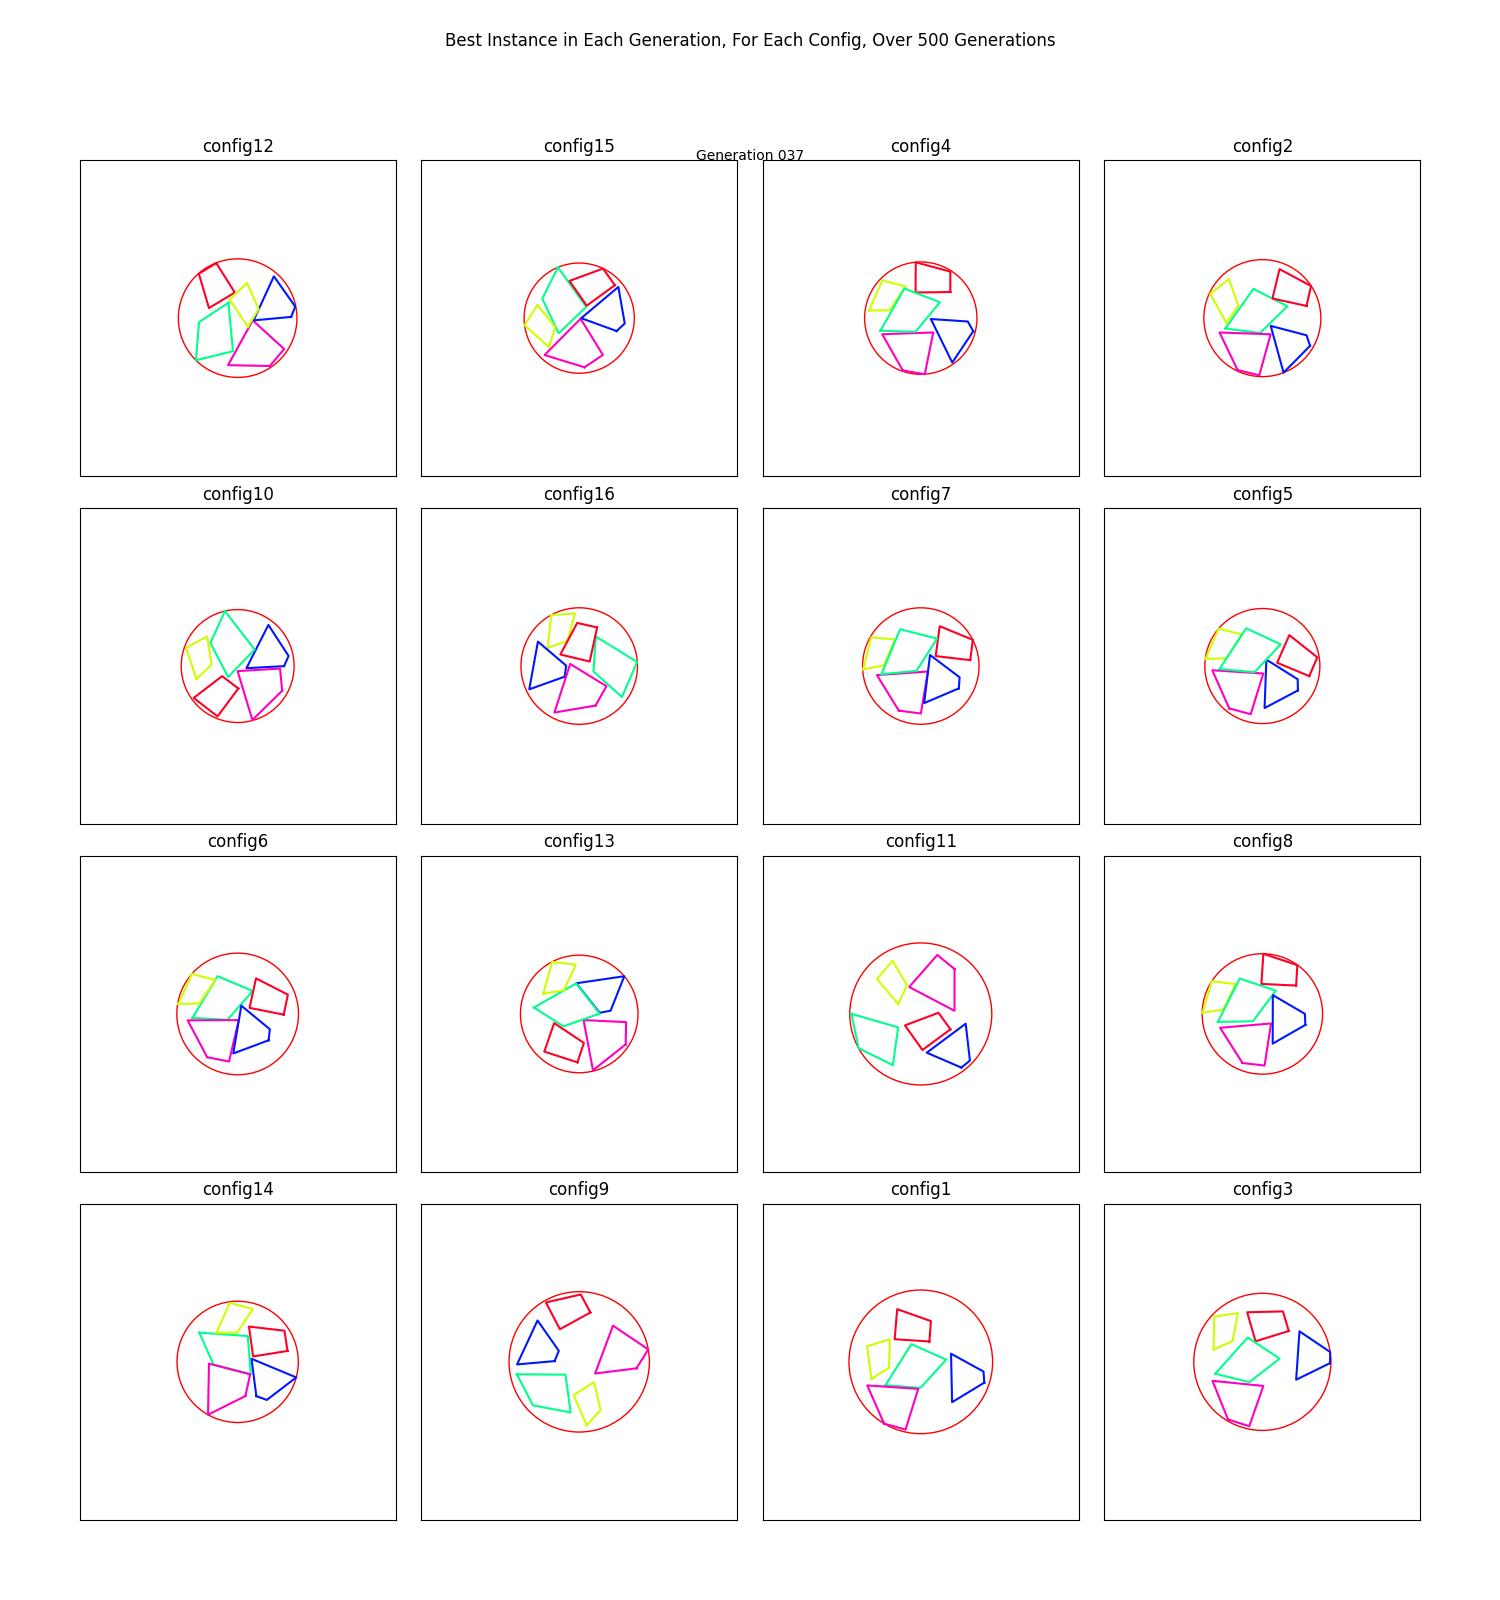 Best Instance in Each Generation, For Each Config, Over 500 Generations
Generation 037
config12
config15
config4
config2
config10
config16
config7
config5
config6
config13
config11
config8
config14
config9
config1
config3